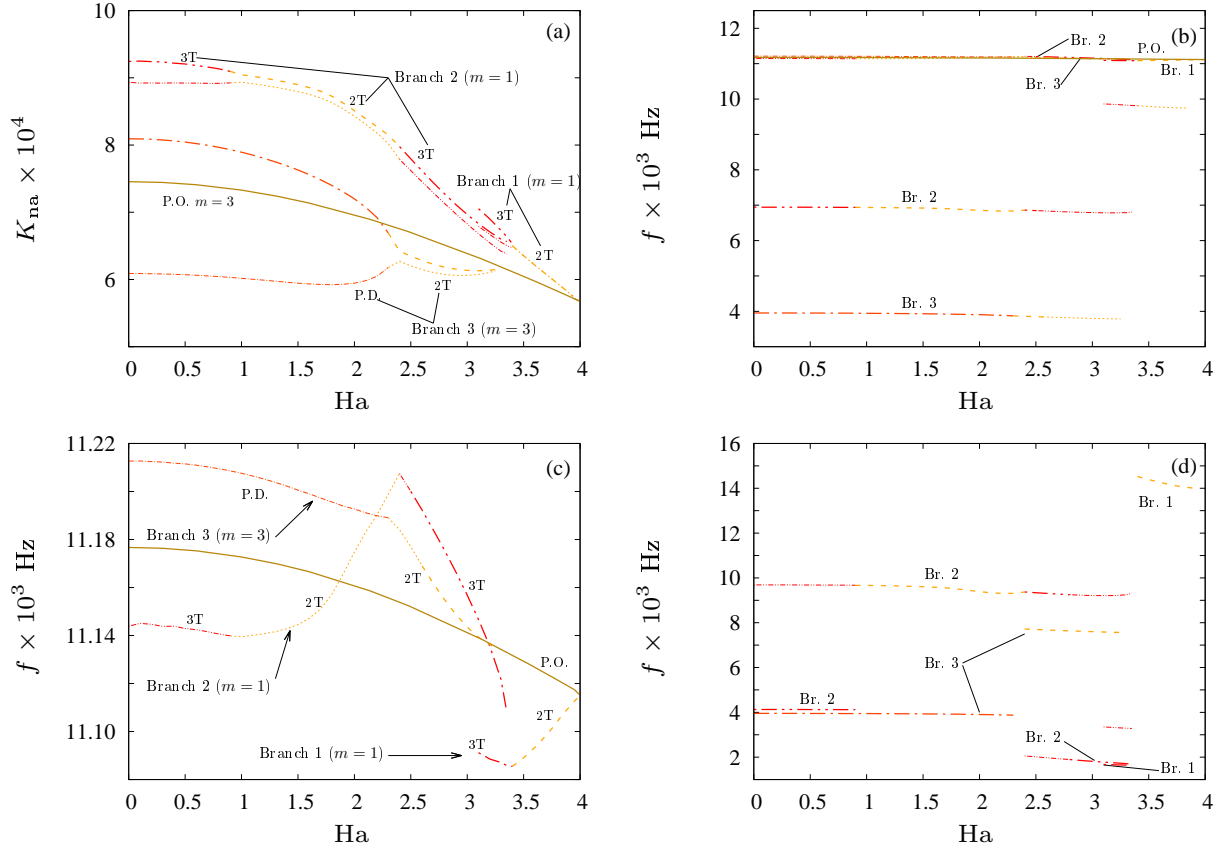 (a)
10
8
6
K_na × 10^4
3T
Branch 2 (m = 1)
2T
3T
Branch 1 (m = 1)
3T
P.O. m = 3
2T
P.D.
2T
Branch 3 (m = 3)
0 0.5 1 1.5 2 2.5 3 3.5 4
Ha
(b)
12
10
8
6
4
f × 10^3 Hz
Br. 2
P.O.
Br. 1
Br. 3
Br. 2
Br. 3
0 0.5 1 1.5 2 2.5 3 3.5 4
Ha
(c)
11.22
11.18
11.14
11.10
f × 10^3 Hz
P.D.
Branch 3 (m = 3)
2T
3T
2T
3T
P.O.
Branch 2 (m = 1)
2T
3T
Branch 1 (m = 1)
0 0.5 1 1.5 2 2.5 3 3.5 4
Ha
(d)
16
14
12
10
8
6
4
2
f × 10^3 Hz
Br. 1
Br. 2
Br. 3
Br. 2
Br. 2
Br. 1
0 0.5 1 1.5 2 2.5 3 3.5 4
Ha